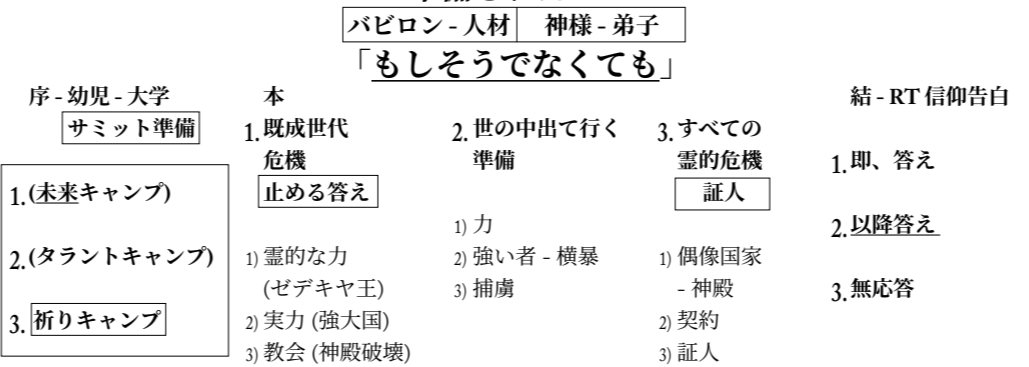 バビロン - 人材 神様 - 弟子
「もしそうでなくても」
序 - 幼児 - 大学
サミット準備
1. (未来キャンプ)
2. (タラントキャンプ)
3. 祈りキャンプ
本
1. 既成世代
危機
止める答え
1) 霊的な力
(ゼデキヤ王)
2) 実力 (強大国)
3) 教会 (神殿破壊)
2. 世の中出て行く
準備
1) 力
2) 強い者 - 横暴
3) 捕虜
3. すべての
霊的危機
証人
1) 偶像国家
- 神殿
2) 契約
3) 証人
結 - RT 信仰告白
1. 即、答え
2. 以降答え
3. 無応答